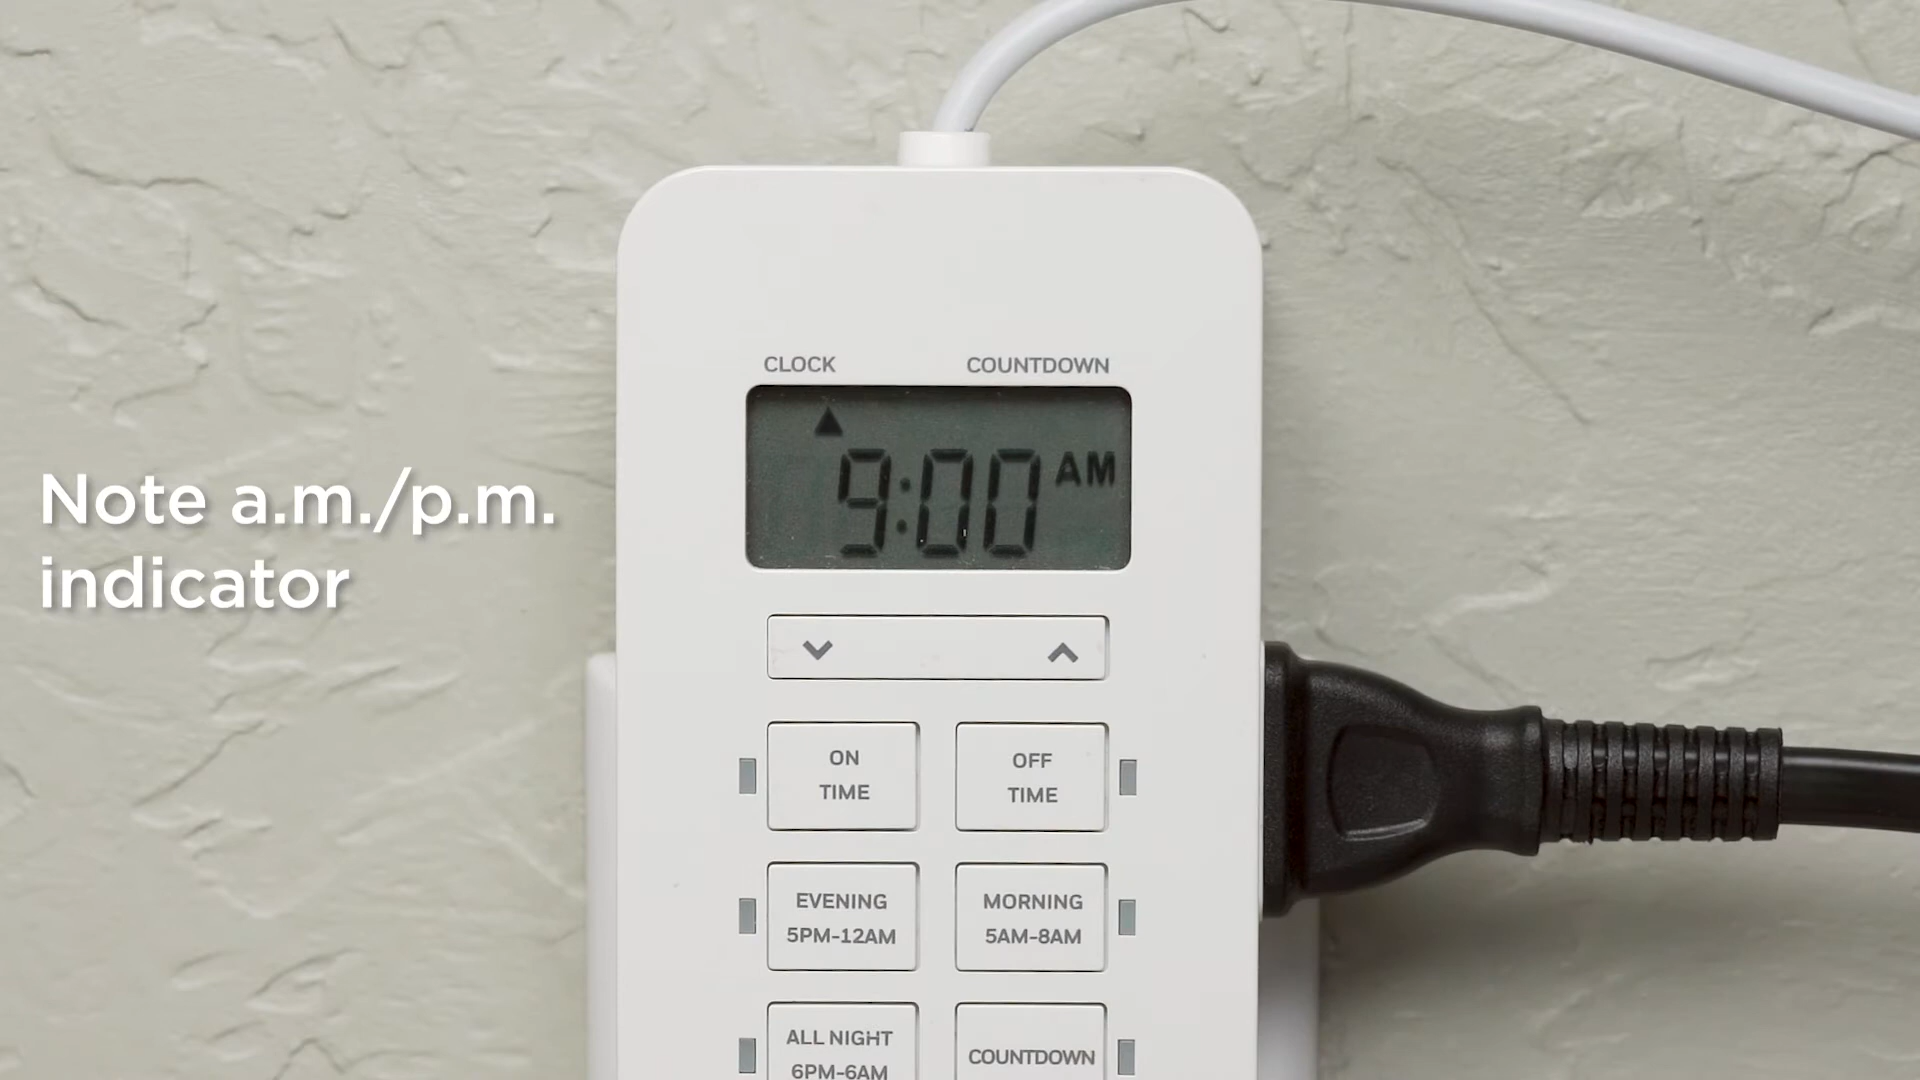 Note a.m./p.m.
indicator
CLOCK COUNTDOWN
9:00 AM
ON
TIME
OFF
TIME
EVENING
5PM-12AM
MORNING
5AM-8AM
ALL NIGHT
6PM-6AM
COUNTDOWN